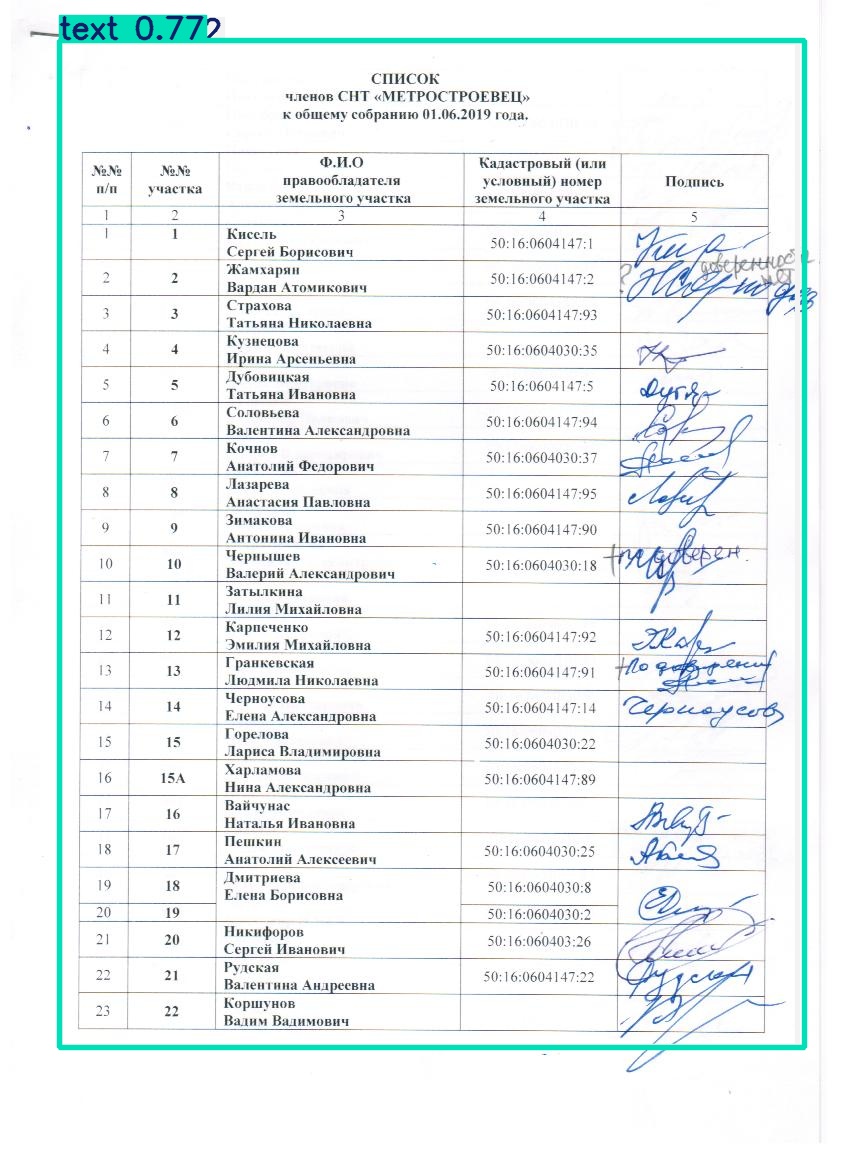 text 0.772
СПИСОК
членов СНТ «МЕТРОСТРОЕВЕЦ»
к общему собранию 01.06.2019 года.
№№ п/п №№ участка Ф.И.О правообладателя земельного участка Кадастровый (или условный) номер земельного участка Подпись
1 2 3 4 5
1 1 Кисель Сергей Борисович 50:16:0604147:1
2 2 Жамхарян Вардан Атомикович 50:16:0604147:2 ? доверенности нет
3 3 Страхова Татьяна Николаевна 50:16:0604147:93
4 4 Кузнецова Ирина Арсеньевна 50:16:0604030:35
5 5 Дубовицкая Татьяна Ивановна 50:16:0604147:5
6 6 Соловьева Валентина Александровна 50:16:0604147:94
7 7 Кочнов Анатолий Федорович 50:16:0604030:37
8 8 Лазарева Анастасия Павловна 50:16:0604147:95
9 9 Зимакова Антонина Ивановна 50:16:0604147:90
10 10 Чернышев Валерий Александрович 50:16:0604030:18 + по доверен
11 11 Затылкина Лилия Михайловна
12 12 Карпеченко Эмилия Михайловна 50:16:0604147:92
13 13 Гранкевская Людмила Николаевна 50:16:0604147:91 + По доверению
14 14 Черноусова Елена Александровна 50:16:0604147:14 Черноусова
15 15 Горелова Лариса Владимировна 50:16:0604030:22
16 15А Харламова Нина Александровна 50:16:0604147:89
17 16 Вайчунас Наталья Ивановна
18 17 Пешкин Анатолий Алексеевич 50:16:0604030:25
19 18 Дмитриева Елена Борисовна 50:16:0604030:8
20 19 50:16:0604030:2
21 20 Никифоров Сергей Иванович 50:16:060403:26
22 21 Рудская Валентина Андреевна 50:16:0604147:22 Рудская
23 22 Коршунов Вадим Вадимович